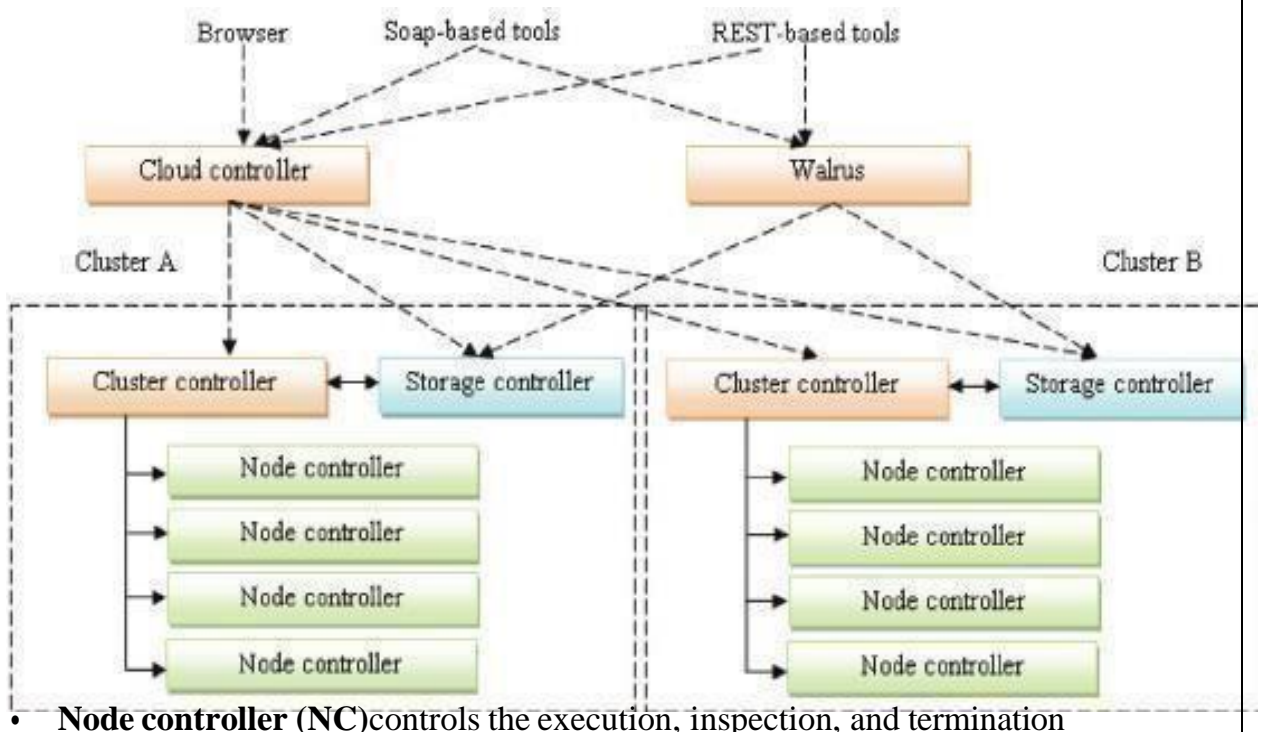 Browser
Soap-based tools
REST-based tools
Cloud controller
Walrus
Cluster A
Cluster B
Cluster controller
Storage controller
Node controller
Node controller
Node controller
Node controller
Cluster controller
Storage controller
Node controller
Node controller
Node controller
Node controller
• Node controller (NC)controls the execution, inspection, and termination